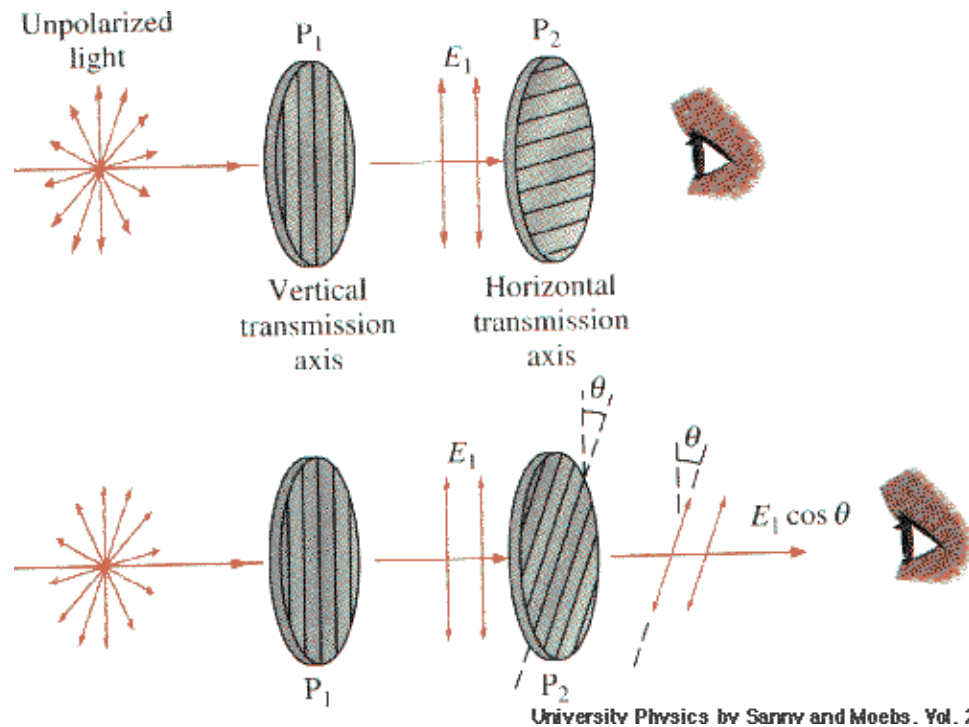 Unpolarized
light
P₁
E₁
P₂
Vertical
transmission
axis
Horizontal
transmission
axis
θ
E₁
θ
E₁ cos θ
P₁
P₂
University Physics by Sanny and Moebs, Vol. 2